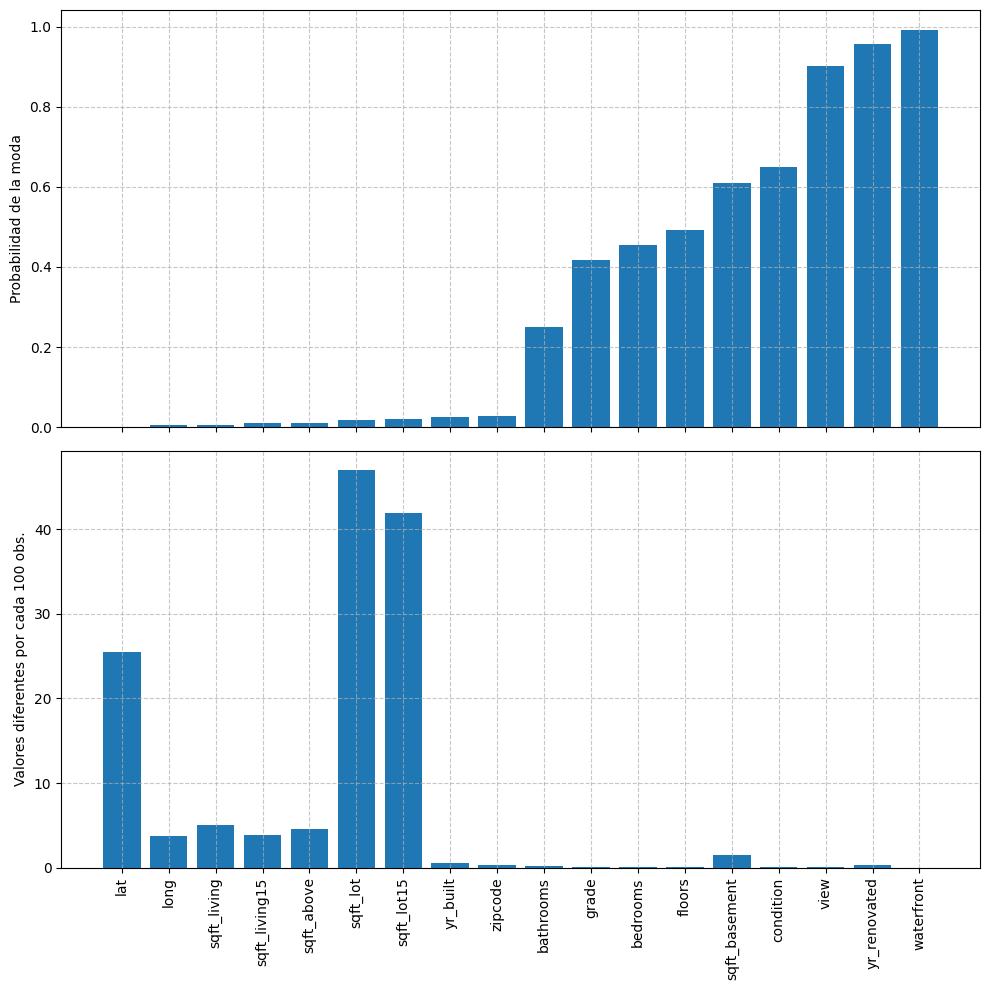 1.0
0.8
0.6
0.4
0.2
0.0
Probabilidad de la moda
40
30
20
10
0
Valores diferentes por cada 100 obs.
lat
long
sqft_living
sqft_living15
sqft_above
sqft_lot
sqft_lot15
yr_built
zipcode
bathrooms
grade
bedrooms
floors
sqft_basement
condition
view
yr_renovated
waterfront